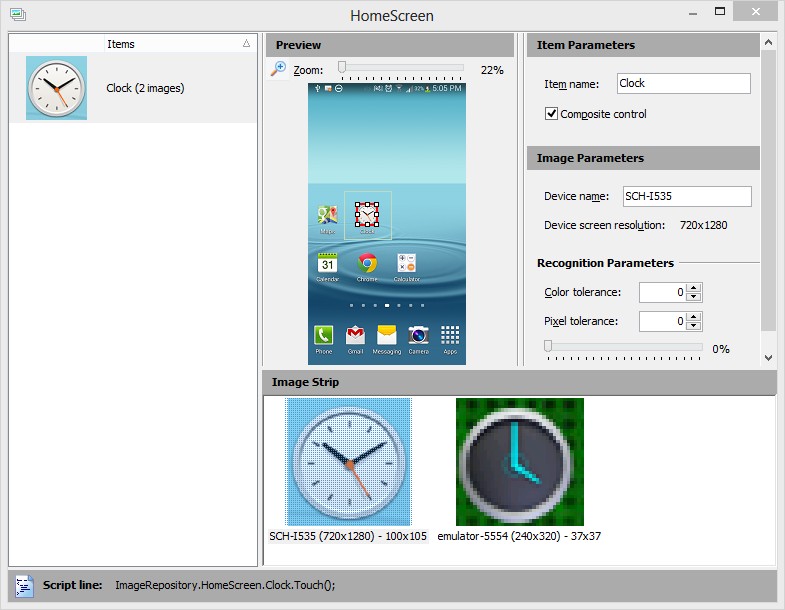 HomeScreen
Items
Clock (2 images)
Preview
Zoom:
22%
5:05 PM
Maps
Clock
31
Calendar
Chrome
Calculator
Phone
Gmail
Messaging
Camera
Apps
Item Parameters
Item name:
Clock
Composite control
Image Parameters
Device name:
SCH-I535
Device screen resolution: 720x1280
Recognition Parameters
Color tolerance:
0
Pixel tolerance:
0
0%
Image Strip
SCH-I535 (720x1280) - 100x105
emulator-5554 (240x320) - 37x37
Script line: ImageRepository.HomeScreen.Clock.Touch();